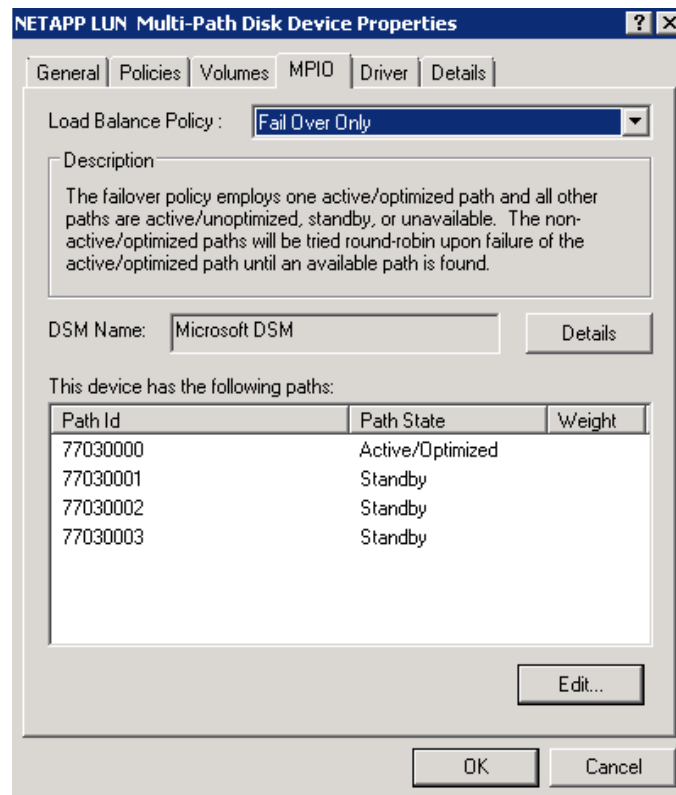 NETAPP LUN Multi-Path Disk Device Properties
General Policies Volumes MPIO Driver Details
Load Balance Policy : Fail Over Only
Description
The failover policy employs one active/optimized path and all other
paths are active/unoptimized, standby, or unavailable. The non-
active/optimized paths will be tried round-robin upon failure of the
active/optimized path until an available path is found.
DSM Name: Microsoft DSM Details
This device has the following paths:
Path Id Path State Weight
77030000 Active/Optimized
77030001 Standby
77030002 Standby
77030003 Standby
Edit...
OK Cancel